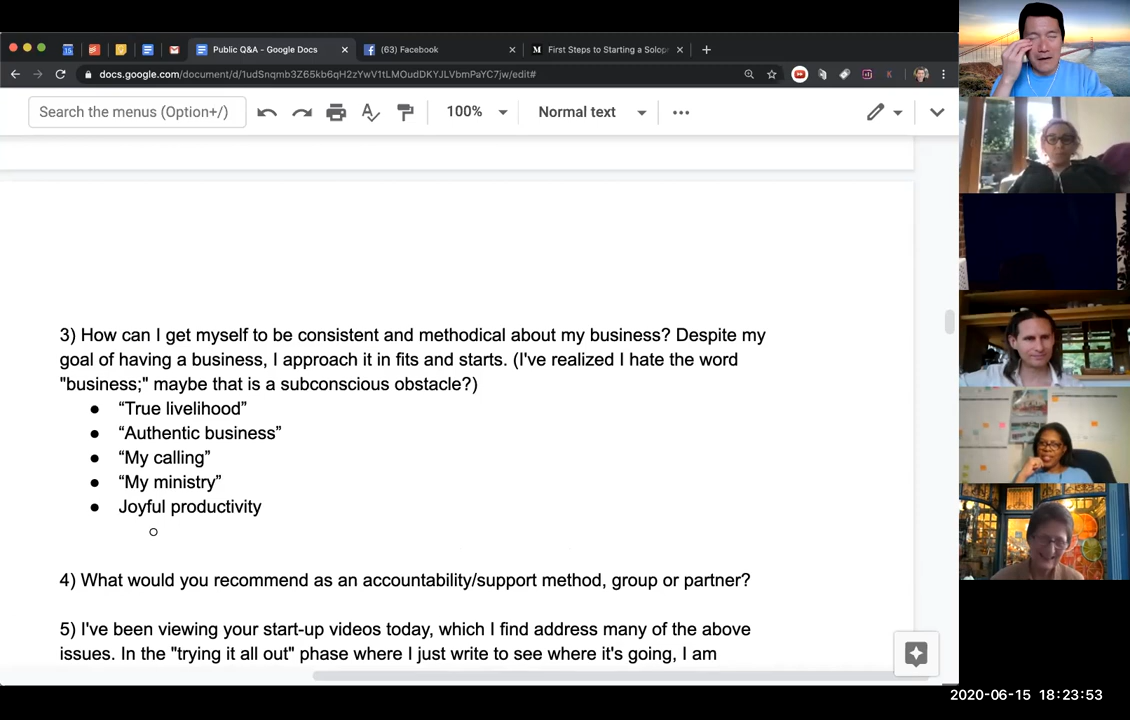 Public Q&A - Google Docs
(63) Facebook
First Steps to Starting a Solopr
docs.google.com/document/d/1udSnqmb3Z65kb6qH2zYwV1tLMOudDKYJLVbmPaYC7jw/edit#
Search the menus (Option+/)
100%
Normal text
3) How can I get myself to be consistent and methodical about my business? Despite my
goal of having a business, I approach it in fits and starts. (I've realized I hate the word
"business;" maybe that is a subconscious obstacle?)
● “True livelihood”
● “Authentic business”
● “My calling”
● “My ministry”
● Joyful productivity
4) What would you recommend as an accountability/support method, group or partner?
5) I've been viewing your start-up videos today, which I find address many of the above
issues. In the "trying it all out" phase where I just write to see where it's going, I am
2020-06-15 18:23:53